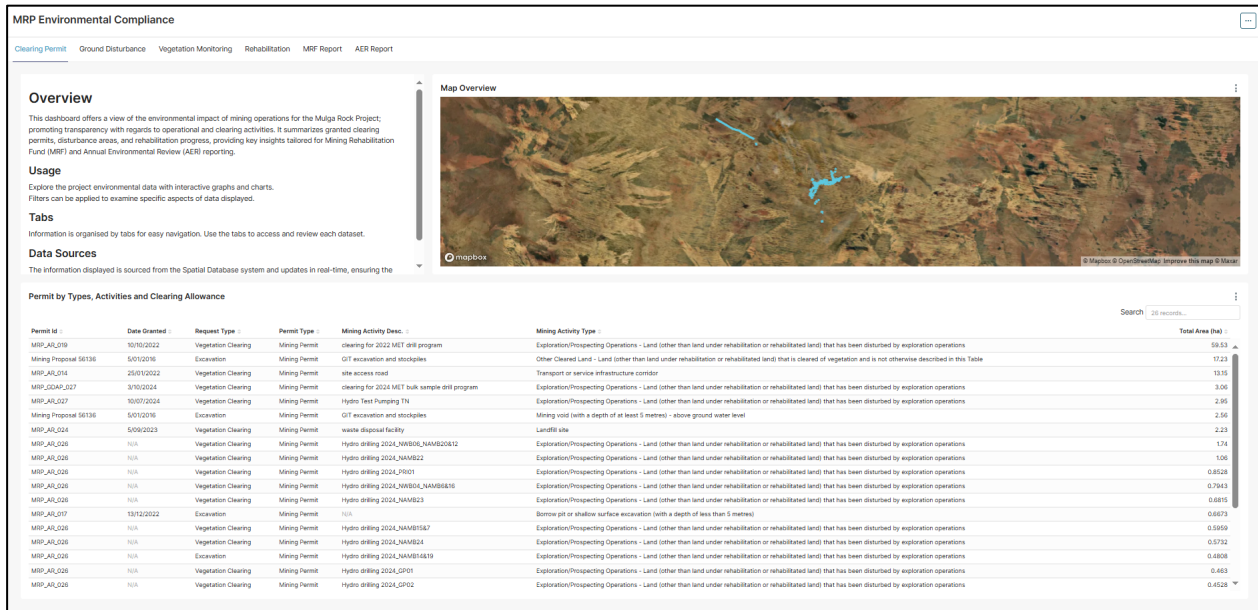 MRP Environmental Compliance
...
Clearing Permit Ground Disturbance Vegetation Monitoring Rehabilitation MRF Report AER Report
Overview
This dashboard offers a view of the environmental impact of mining operations for the Mulga Rock Project;
promoting transparency with regards to operational and clearing activities. It summarizes granted clearing
permits, disturbance areas, and rehabilitation progress, providing key insights tailored for Mining Rehabilitation
Fund (MRF) and Annual Environmental Review (AER) reporting.
Usage
Explore the project environmental data with interactive graphs and charts.
Filters can be applied to examine specific aspects of data displayed.
Tabs
Information is organised by tabs for easy navigation. Use the tabs to access and review each dataset.
Data Sources
The information displayed is sourced from the Spatial Database system and updates in real-time, ensuring the
Map Overview
mapbox
© Mapbox © OpenStreetMap Improve this map © Maxar
Permit by Types, Activities and Clearing Allowance
Search 26 records...
Permit Id Date Granted Request Type Permit Type Mining Activity Desc. Mining Activity Type Total Area (ha)
MRP_AR_019 10/10/2022 Vegetation Clearing Mining Permit clearing for 2022 MET drill program Exploration/Prospecting Operations - Land (other than land under rehabilitation or rehabilitated land) that has been disturbed by exploration operations 59.53
Mining Proposal 56136 5/01/2016 Excavation Mining Permit GIT excavation and stockpiles Other Cleared Land - Land (other than land under rehabilitation or rehabilitated land) that is cleared of vegetation and is not otherwise described in this Table 17.23
MRP_AR_014 25/01/2022 Vegetation Clearing Mining Permit site access road Transport or service infrastructure corridor 13.15
MRP_GDAP_027 3/10/2024 Vegetation Clearing Mining Permit clearing for 2024 MET bulk sample drill program Exploration/Prospecting Operations - Land (other than land under rehabilitation or rehabilitated land) that has been disturbed by exploration operations 3.06
MRP_AR_027 10/07/2024 Vegetation Clearing Mining Permit Hydro Test Pumping TN Exploration/Prospecting Operations - Land (other than land under rehabilitation or rehabilitated land) that has been disturbed by exploration operations 2.95
Mining Proposal 56136 5/01/2016 Excavation Mining Permit GIT excavation and stockpiles Mining void (with a depth of at least 5 metres) - above ground water level 2.56
MRP_AR_024 5/09/2023 Vegetation Clearing Mining Permit waste disposal facility Landfill site 2.23
MRP_AR_026 N/A Vegetation Clearing Mining Permit Hydro drilling 2024_NWB06_NAMB20&12 Exploration/Prospecting Operations - Land (other than land under rehabilitation or rehabilitated land) that has been disturbed by exploration operations 1.74
MRP_AR_026 N/A Vegetation Clearing Mining Permit Hydro drilling 2024_NAMB22 Exploration/Prospecting Operations - Land (other than land under rehabilitation or rehabilitated land) that has been disturbed by exploration operations 1.06
MRP_AR_026 N/A Vegetation Clearing Mining Permit Hydro drilling 2024_PRI01 Exploration/Prospecting Operations - Land (other than land under rehabilitation or rehabilitated land) that has been disturbed by exploration operations 0.8528
MRP_AR_026 N/A Vegetation Clearing Mining Permit Hydro drilling 2024_NWB04_NAMB6&16 Exploration/Prospecting Operations - Land (other than land under rehabilitation or rehabilitated land) that has been disturbed by exploration operations 0.7943
MRP_AR_026 N/A Vegetation Clearing Mining Permit Hydro drilling 2024_NAMB23 Exploration/Prospecting Operations - Land (other than land under rehabilitation or rehabilitated land) that has been disturbed by exploration operations 0.6815
MRP_AR_017 13/12/2022 Excavation Mining Permit N/A Borrow pit or shallow surface excavation (with a depth of less than 5 metres) 0.6673
MRP_AR_026 N/A Vegetation Clearing Mining Permit Hydro drilling 2024_NAMB15&7 Exploration/Prospecting Operations - Land (other than land under rehabilitation or rehabilitated land) that has been disturbed by exploration operations 0.5959
MRP_AR_026 N/A Vegetation Clearing Mining Permit Hydro drilling 2024_NAMB24 Exploration/Prospecting Operations - Land (other than land under rehabilitation or rehabilitated land) that has been disturbed by exploration operations 0.5732
MRP_AR_026 N/A Excavation Mining Permit Hydro drilling 2024_NAMB14&19 Exploration/Prospecting Operations - Land (other than land under rehabilitation or rehabilitated land) that has been disturbed by exploration operations 0.4808
MRP_AR_026 N/A Vegetation Clearing Mining Permit Hydro drilling 2024_GP01 Exploration/Prospecting Operations - Land (other than land under rehabilitation or rehabilitated land) that has been disturbed by exploration operations 0.463
MRP_AR_026 N/A Vegetation Clearing Mining Permit Hydro drilling 2024_GP02 Exploration/Prospecting Operations - Land (other than land under rehabilitation or rehabilitated land) that has been disturbed by exploration operations 0.4528